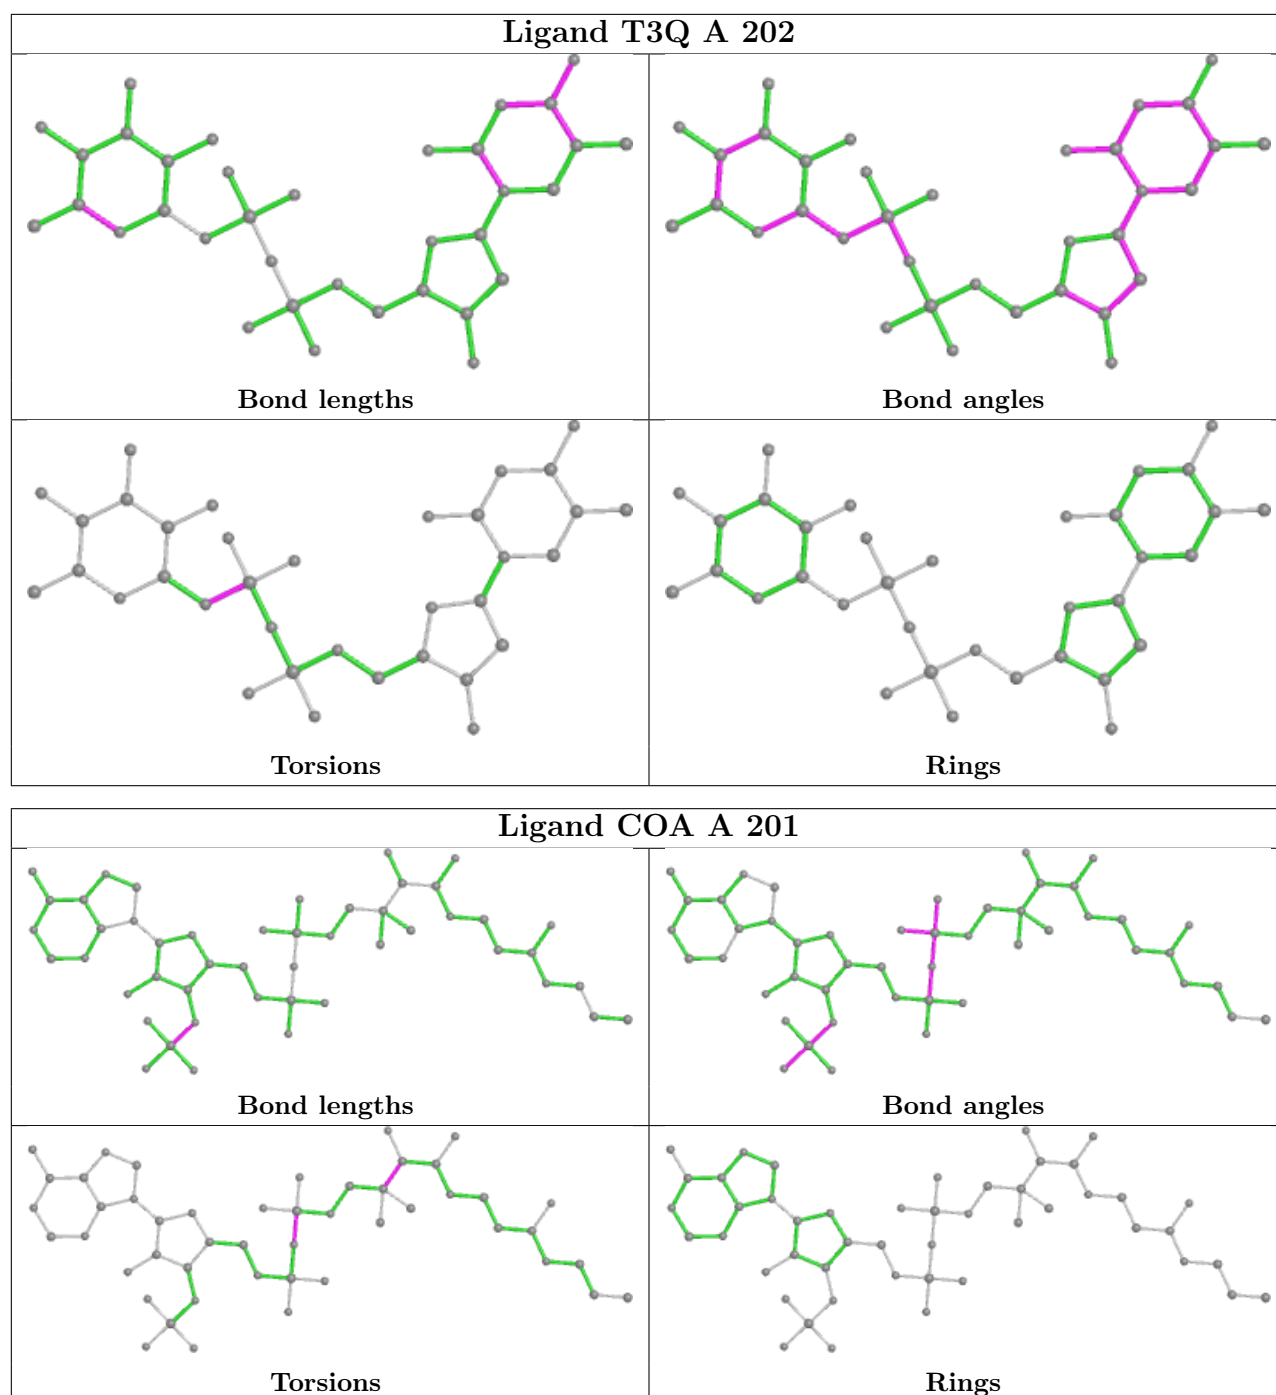 Ligand T3Q A 202
Bond lengths
Bond angles
Torsions
Rings
Ligand COA A 201
Bond lengths
Bond angles
Torsions
Rings